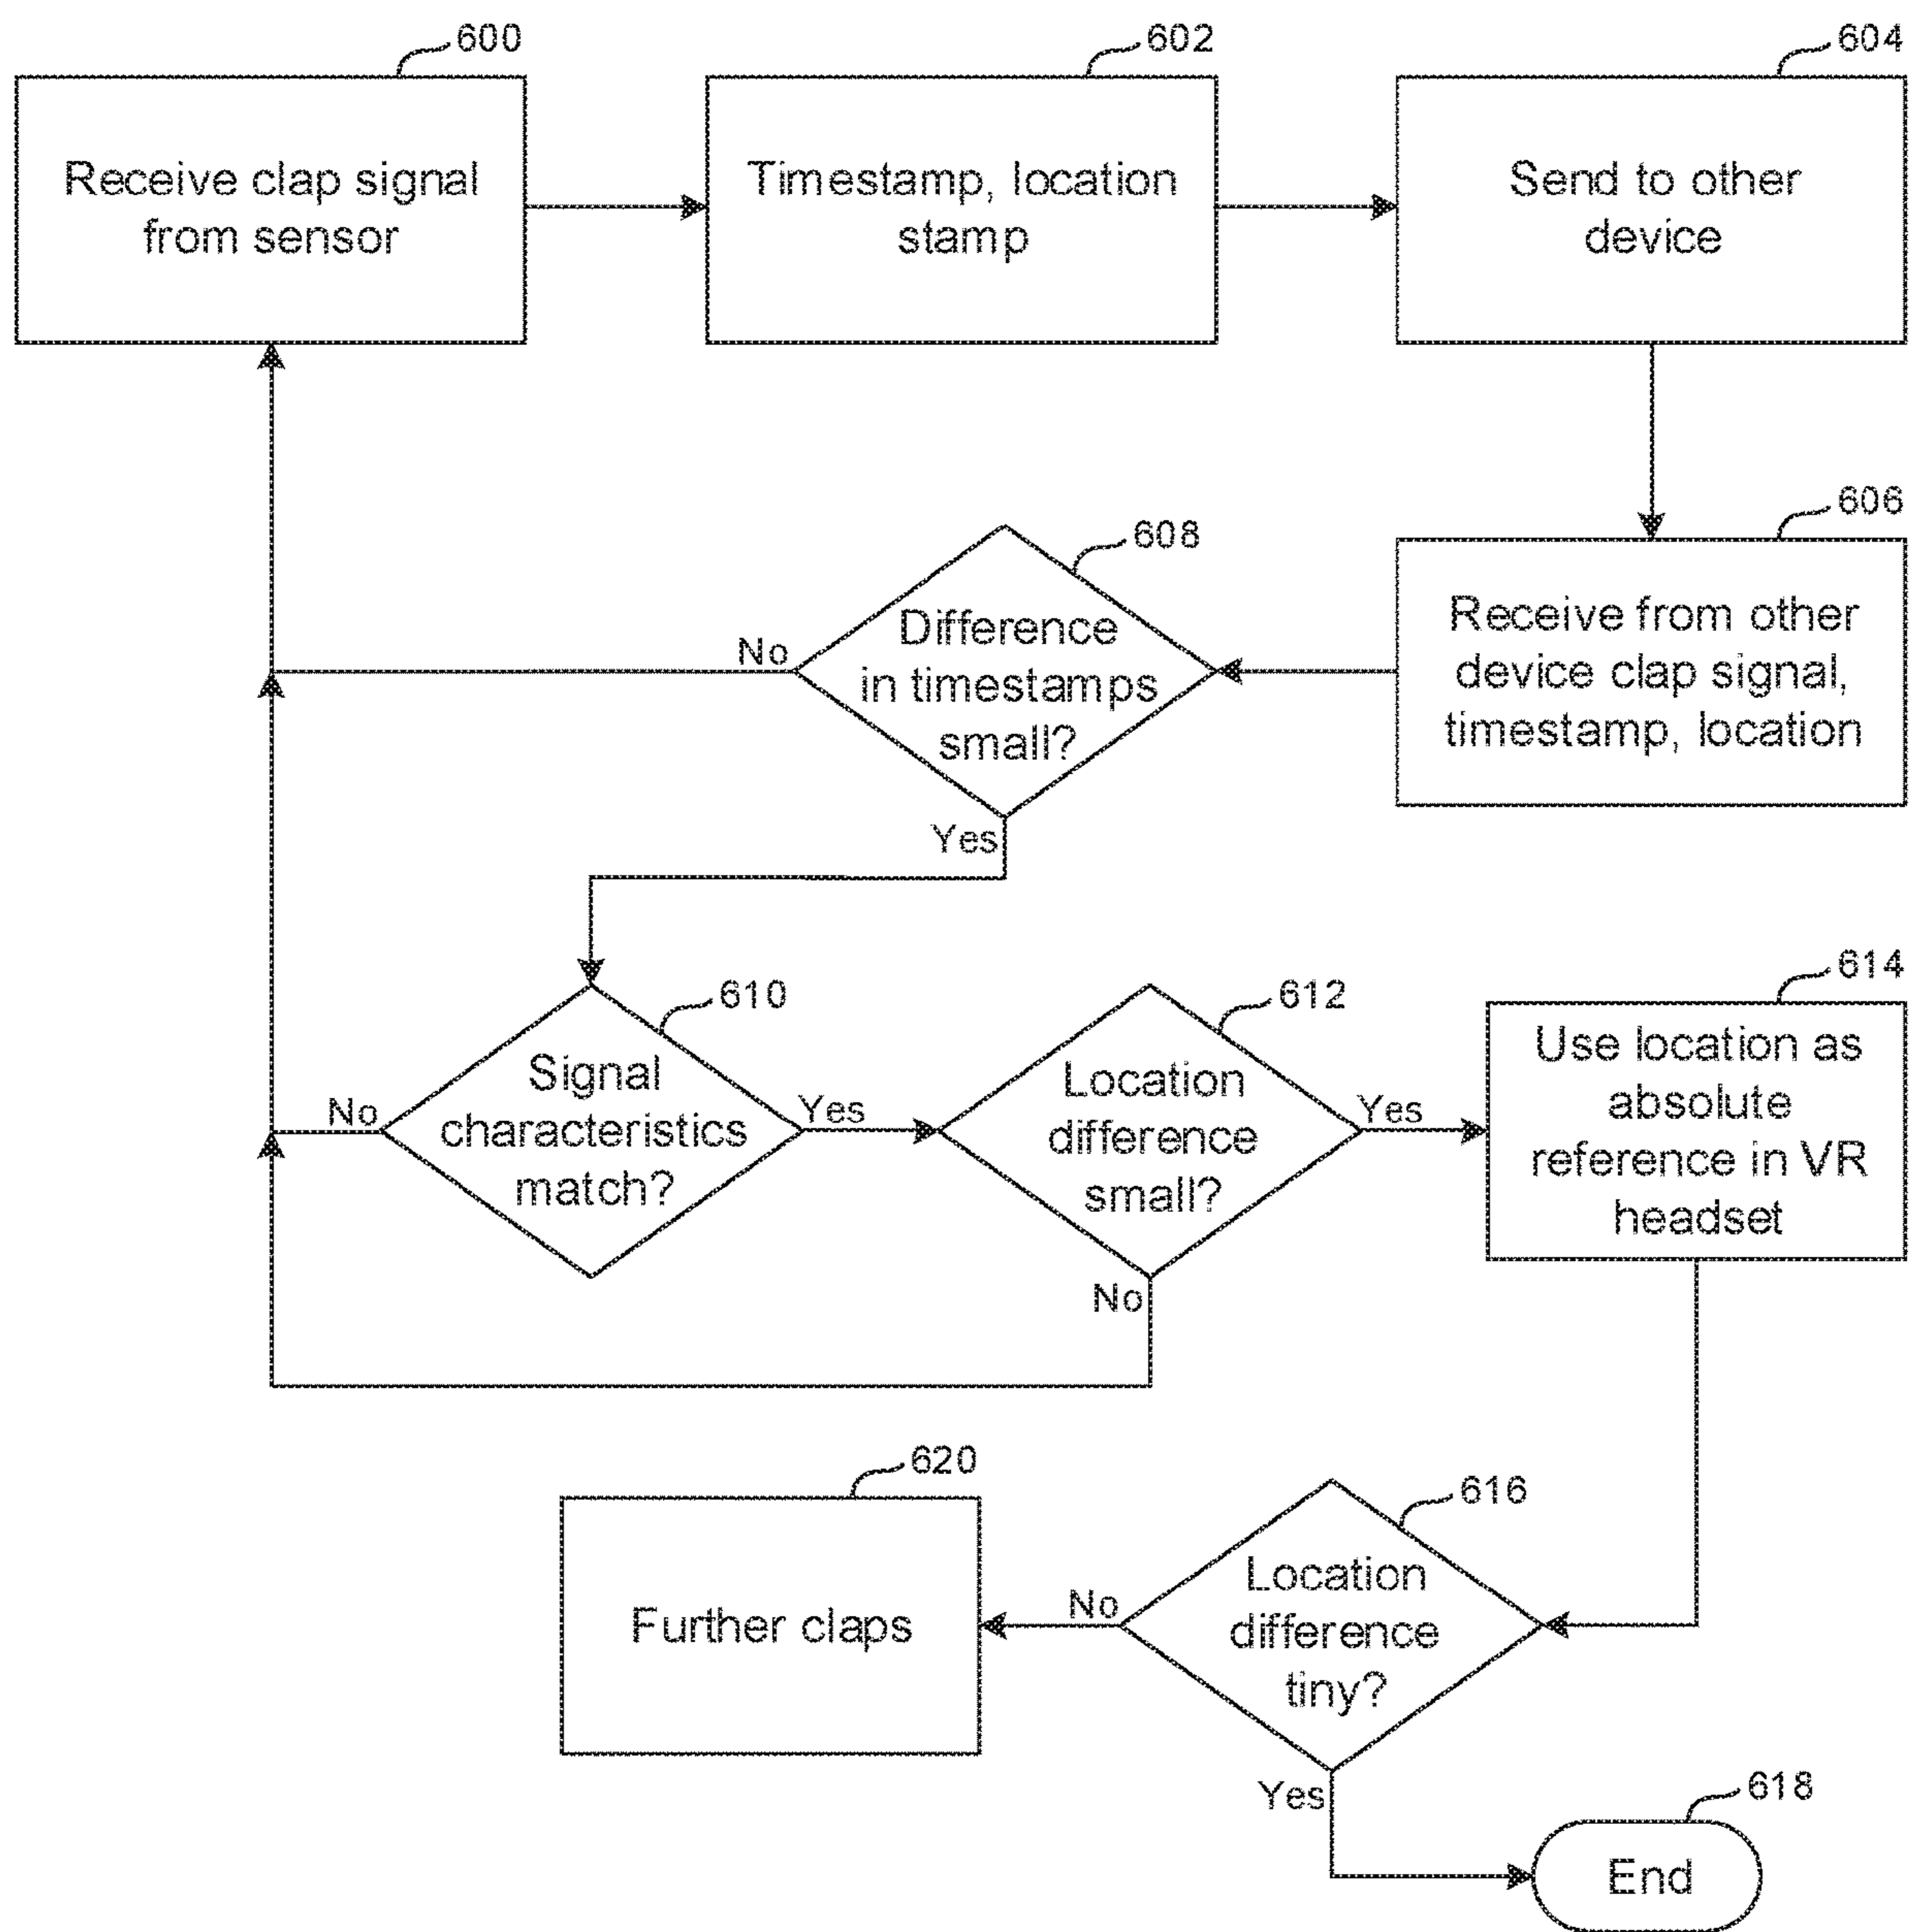 600
Receive clap signal
from sensor
602
Timestamp, location
stamp
604
Send to other
device
606
Receive from other
device clap signal,
timestamp, location
608
Difference
in timestamps
small?
No
Yes
610
Signal
characteristics
match?
No
Yes
612
Location
difference
small?
Yes
No
614
Use location as
absolute
reference in VR
headset
616
Location
difference
tiny?
No
Yes
620
Further claps
618
End